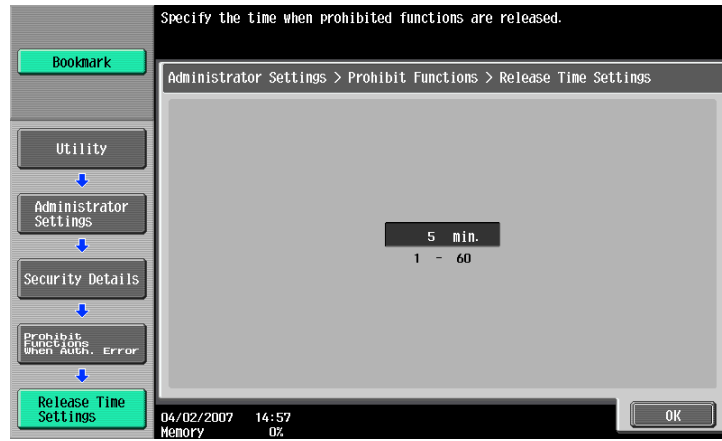 Specify the time when prohibited functions are released.
Bookmark
Administrator Settings > Prohibit Functions > Release Time Settings
Utility
Administrator
Settings
Security Details
Prohibit
Functions
When Auth. Error
Release Time
Settings
5 min.
1 - 60
04/02/2007 14:57
Memory 0%
OK